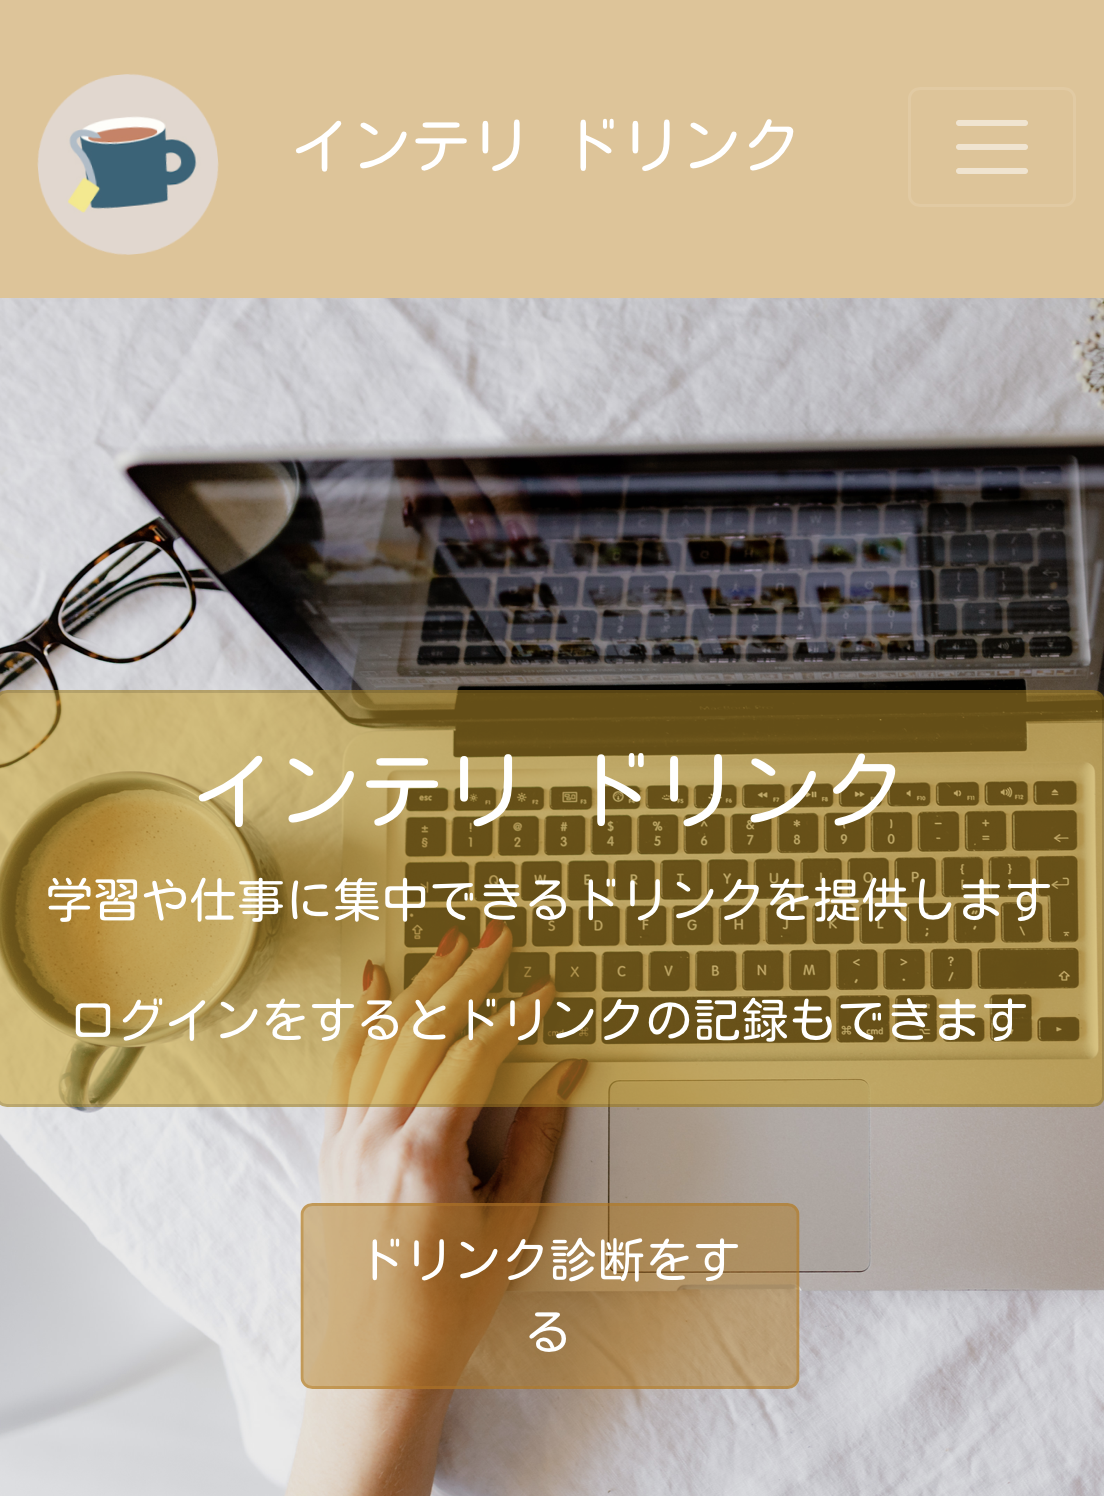 インテリ ドリンク
インテリ ドリンク
学習や仕事に集中できるドリンクを提供します
ログインをするとドリンクの記録もできます
ドリンク診断をす
る